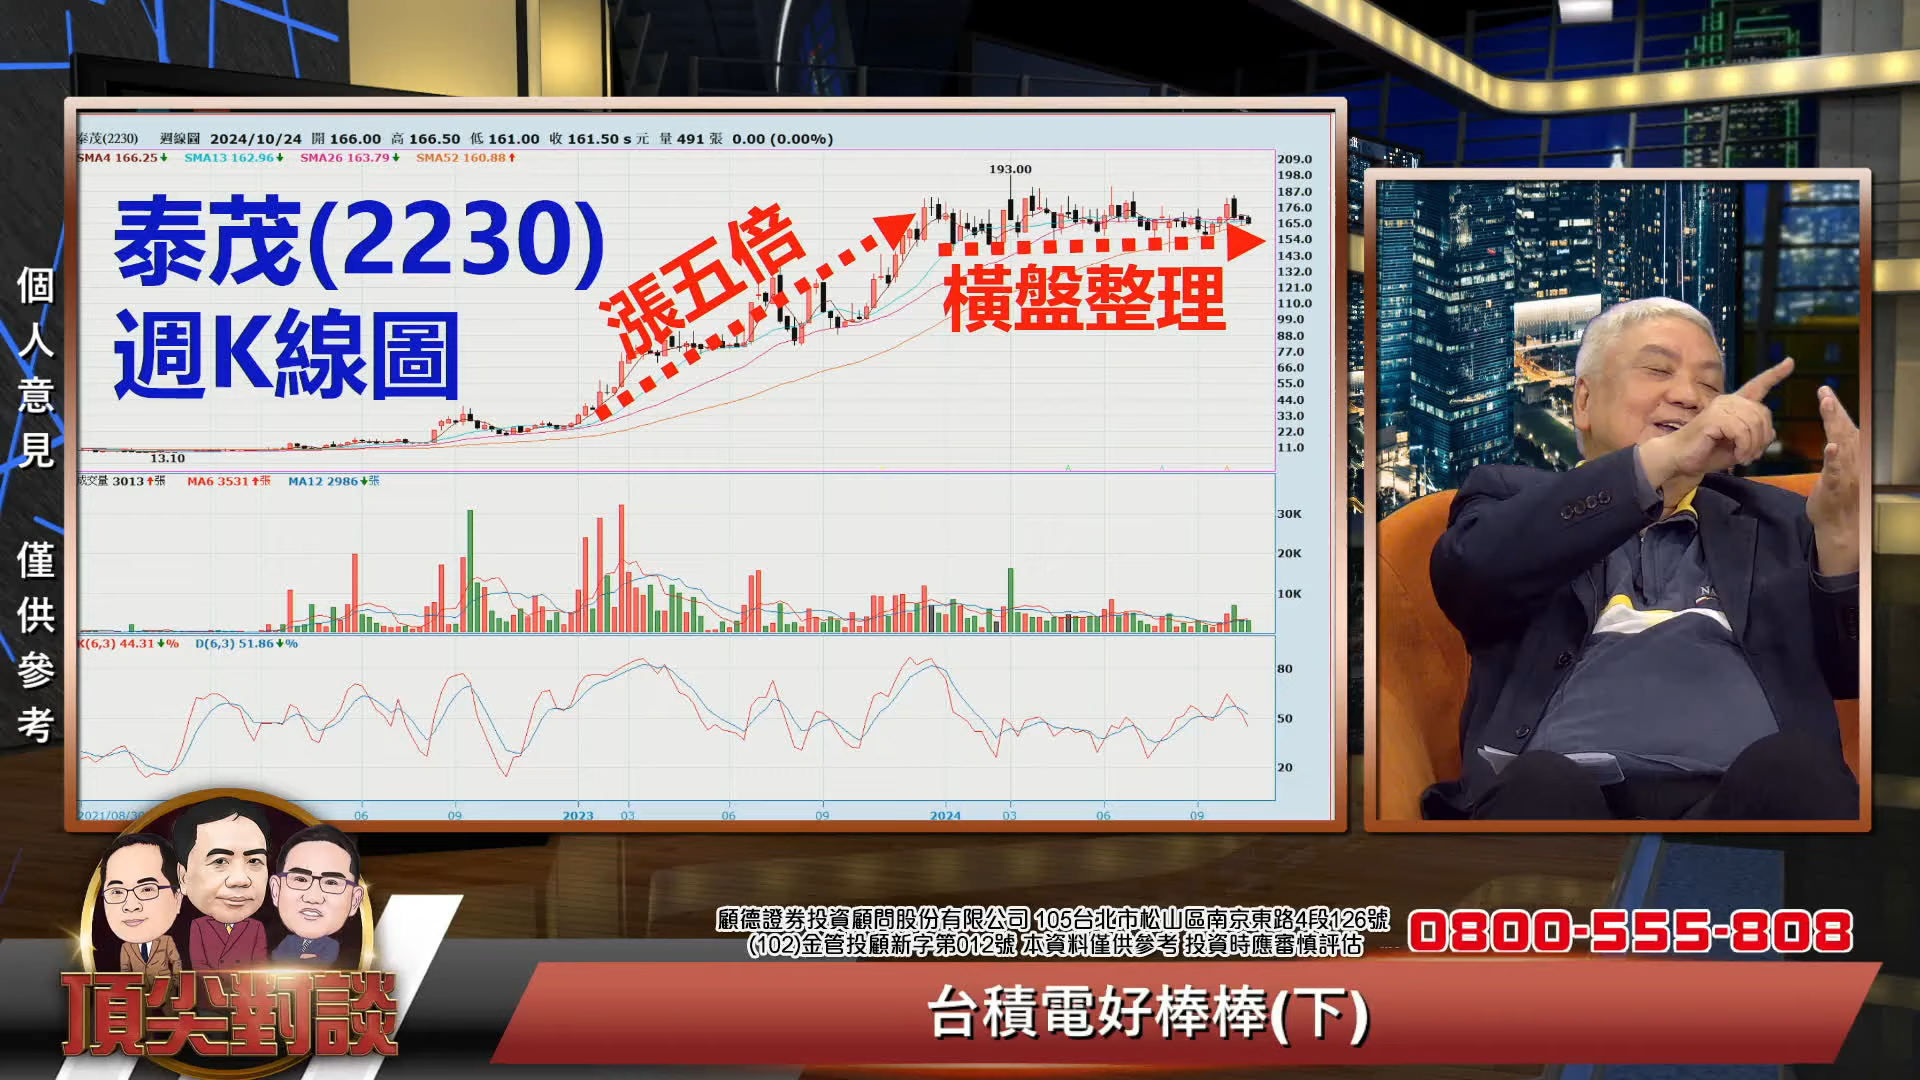 泰茂(2230) 週線圖 2024/10/24 開 166.00 高 166.50 低 161.00 收 161.50 s 元 量 491 張 0.00 (0.00%)
SMA4 166.25↓ SMA13 162.96↓ SMA26 163.79↓ SMA52 160.88↑
泰茂(2230)
週K線圖
漲五倍
橫盤整理
193.00
13.10
209.0
198.0
187.0
176.0
165.0
154.0
143.0
132.0
121.0
110.0
99.0
88.0
77.0
66.0
55.0
44.0
33.0
22.0
11.0
成交量 3013↑張 MA6 3531↑張 MA12 2986↓張
30K
20K
10K
K(6,3) 44.31↓% D(6,3) 51.86↓%
80
50
20
2021/08/30 06 09 2023 03 06 09 2024 03 06 09
個人意見 僅供參考
NA
頂尖對談
顧德證券投資顧問股份有限公司 105台北市松山區南京東路4段126號
(102)金管投顧新字第012號 本資料僅供參考 投資時應審慎評估
0800-555-808
台積電好棒棒(下)